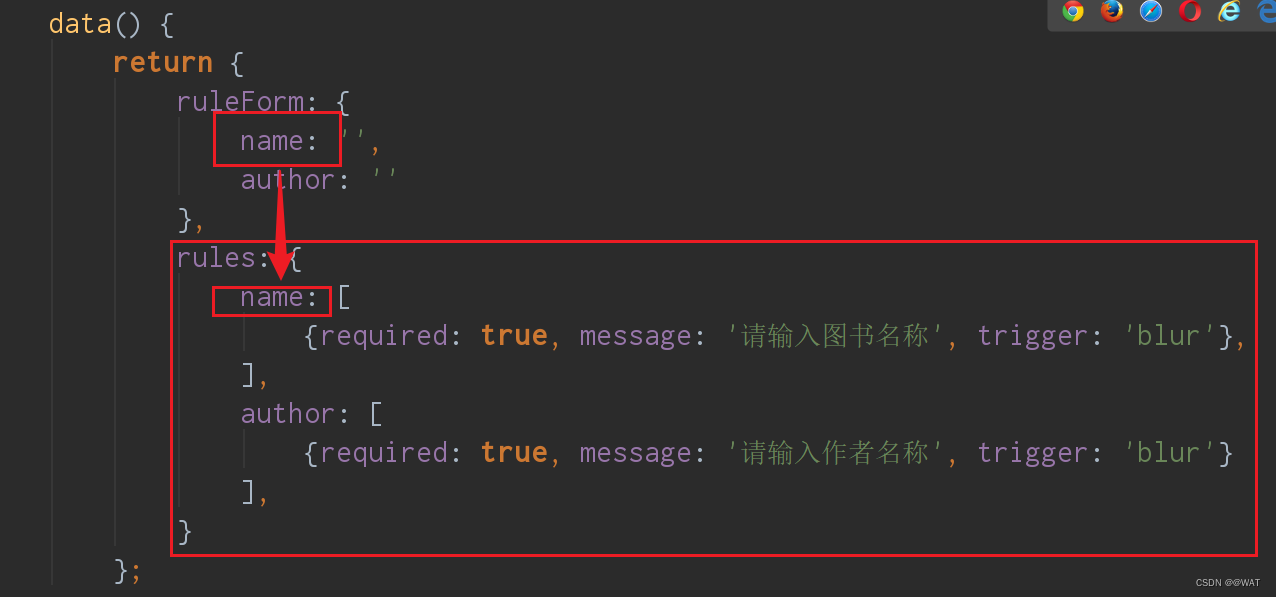 data() {
return {
ruleForm: {
name: '',
author: ''
},
rules: {
name: [
{required: true, message: '请输入图书名称', trigger: 'blur'},
],
author: [
{required: true, message: '请输入作者名称', trigger: 'blur'}
],
}
};
CSDN @@WAT